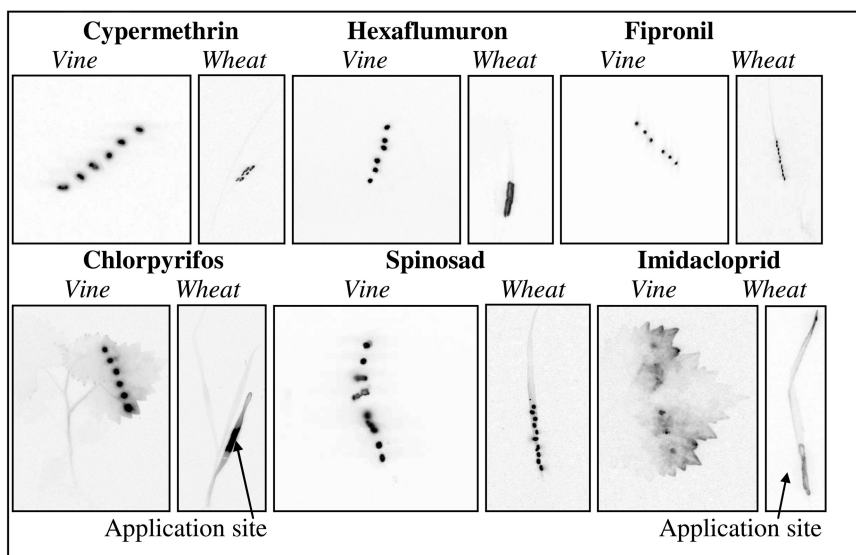 Cypermethrin Hexaflumuron Fipronil
Vine Wheat Vine Wheat Vine Wheat
Chlorpyrifos Spinosad Imidacloprid
Vine Wheat Vine Wheat Vine Wheat
Application site Application site